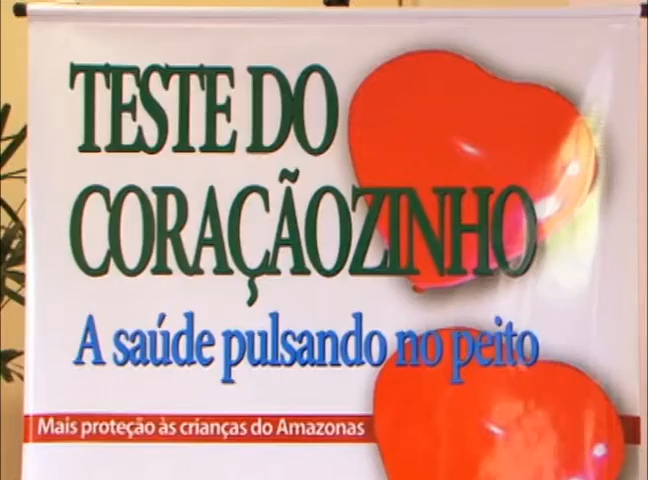 TESTE DO
CORAÇÃOZINHO
A saúde pulsando no peito
Mais proteção às crianças do Amazonas